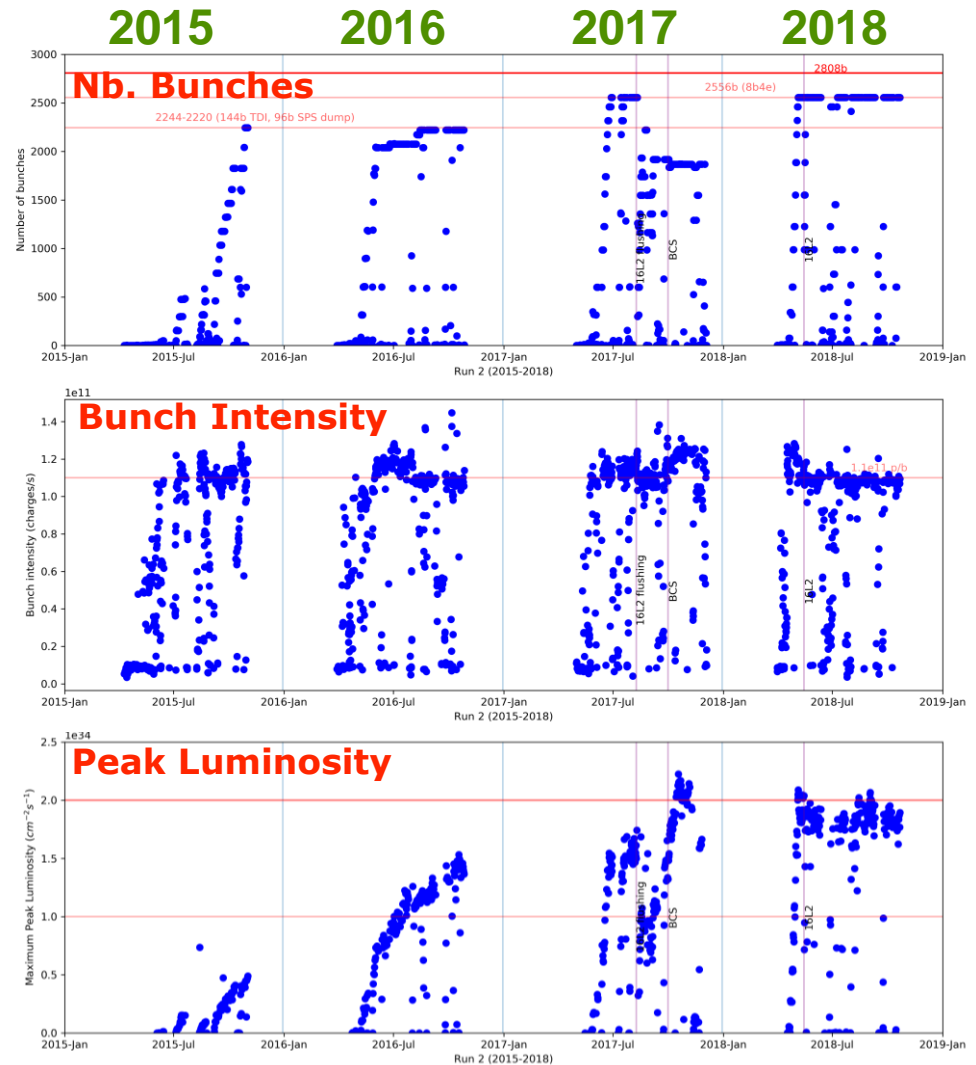 2015 2016 2017 2018
Nb. Bunches
3000
2500
2000
1500
1000
500
0
Number of bunches
2808b
2556b (8b4e)
2244-2220 (144b TDI, 96b SPS dump)
16L2 flushing
BCS
16L2
2015-Jan 2015-Jul 2016-Jan 2016-Jul 2017-Jan 2017-Jul 2018-Jan 2018-Jul 2019-Jan
Run 2 (2015-2018)
1e11
Bunch Intensity
1.4
1.2
1.0
0.8
0.6
0.4
0.2
0.0
Bunch intensity (charges/s)
1.1e11 p/b
16L2 flushing
BCS
16L2
2015-Jan 2015-Jul 2016-Jan 2016-Jul 2017-Jan 2017-Jul 2018-Jan 2018-Jul 2019-Jan
Run 2 (2015-2018)
1e34
Peak Luminosity
2.5
2.0
1.5
1.0
0.5
0.0
Maximum Peak Luminosity (cm⁻²s⁻¹)
16L2 flushing
BCS
16L2
2015-Jan 2015-Jul 2016-Jan 2016-Jul 2017-Jan 2017-Jul 2018-Jan 2018-Jul 2019-Jan
Run 2 (2015-2018)